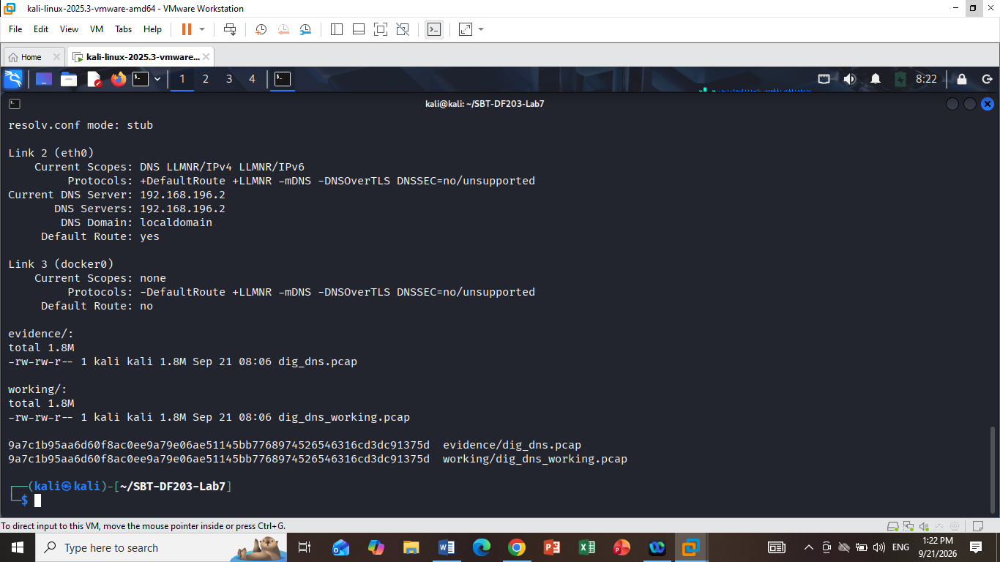 kali-linux-2025.3-vmware-amd64 - VMware Workstation
File Edit View VM Tabs Help
Home kali-linux-2025.3-vmware...
1 2 3 4 8:22
kali@kali: ~/SBT-DF203-Lab7
resolv.conf mode: stub
Link 2 (eth0)
Current Scopes: DNS LLMNR/IPv4 LLMNR/IPv6
Protocols: +DefaultRoute +LLMNR -mDNS -DNSOverTLS DNSSEC=no/unsupported
Current DNS Server: 192.168.196.2
DNS Servers: 192.168.196.2
DNS Domain: localdomain
Default Route: yes
Link 3 (docker0)
Current Scopes: none
Protocols: -DefaultRoute +LLMNR -mDNS -DNSOverTLS DNSSEC=no/unsupported
Default Route: no
evidence/:
total 1.8M
-rw-rw-r-- 1 kali kali 1.8M Sep 21 08:06 dig_dns.pcap
working/:
total 1.8M
-rw-rw-r-- 1 kali kali 1.8M Sep 21 08:06 dig_dns_working.pcap
9a7c1b95aa6d60f8ac0ee9a79e06ae51145bb7768974526546316cd3dc91375d evidence/dig_dns.pcap
9a7c1b95aa6d60f8ac0ee9a79e06ae51145bb7768974526546316cd3dc91375d working/dig_dns_working.pcap
┌──(kali㉿kali)-[~/SBT-DF203-Lab7]
└─$
To direct input to this VM, move the mouse pointer inside or press Ctrl+G.
Type here to search
ENG
1:22 PM
9/21/2026